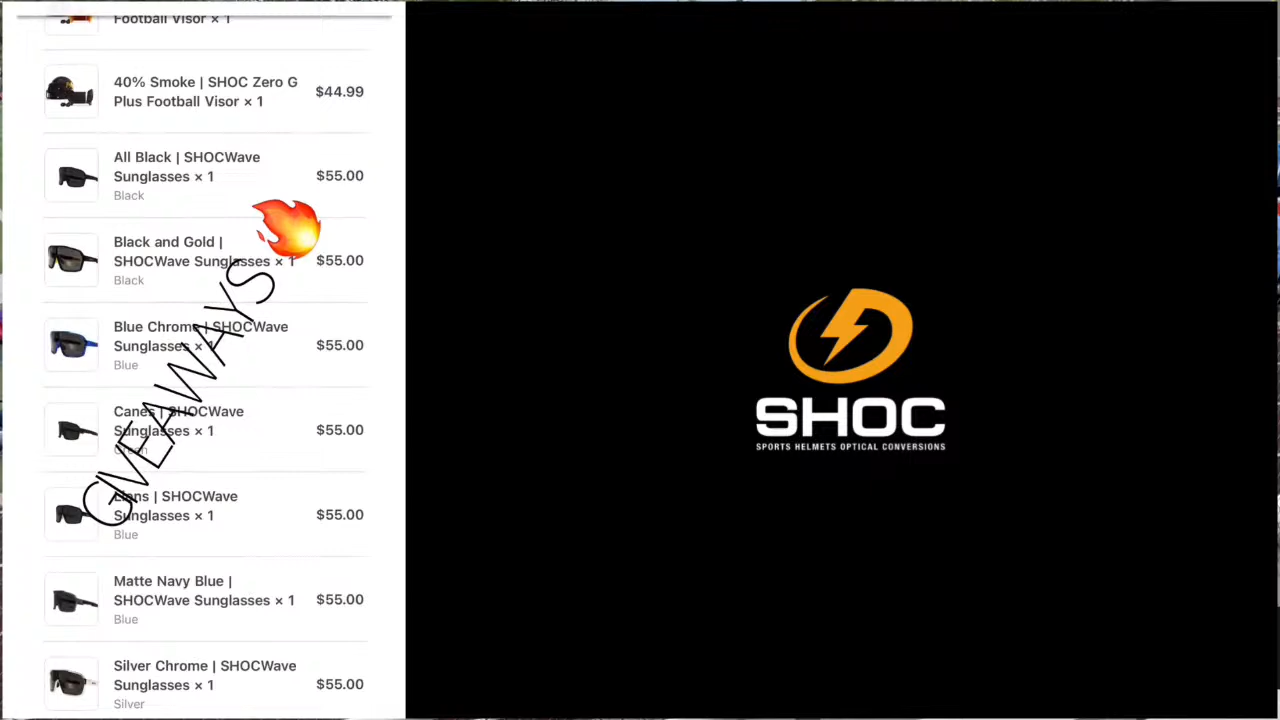 Football Visor × 1
40% Smoke | SHOC Zero G
Plus Football Visor × 1
$44.99
All Black | SHOCWave
Sunglasses × 1
$55.00
Black
Black and Gold |
SHOCWave Sunglasses × 1
$55.00
Black
Blue Chrome | SHOCWave
Sunglasses × 1
$55.00
Blue
Canes | SHOCWave
Sunglasses × 1
$55.00
Green
Lions | SHOCWave
Sunglasses × 1
$55.00
Blue
Matte Navy Blue |
SHOCWave Sunglasses × 1
$55.00
Blue
Silver Chrome | SHOCWave
Sunglasses × 1
$55.00
Silver
GIVEAWAYS
SHOC
SPORTS HELMETS OPTICAL CONVERSIONS